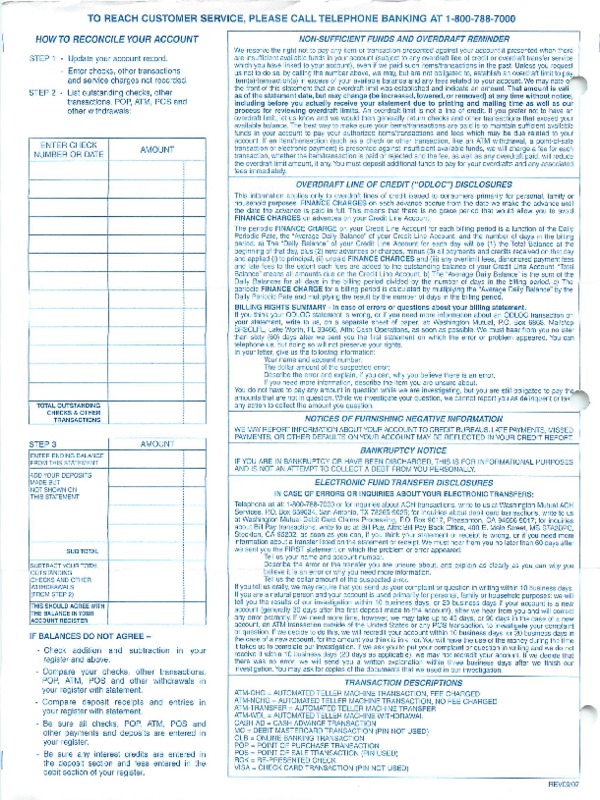 TO REACH CUSTOMER SERVICE, PLEASE CALL TELEPHONE BANKING AT 1-800-788-7000
HOW TO RECONCILE YOUR ACCOUNT
STEP 1 - Update your account record.
- Enter checks, other transactions
and service charges not recorded.
STEP 2 - List outstanding checks, other
transactions, POP, ATM, POS and
other withdrawals:
ENTER CHECK
NUMBER OR DATE
AMOUNT
TOTAL OUTSTANDING
CHECKS & OTHER
TRANSACTIONS
STEP 3
AMOUNT
ENTER ENDING BALANCE
FROM THIS STATEMENT
ADD YOUR DEPOSITS
MADE BUT
NOT SHOWN ON
THIS STATEMENT
SUB TOTAL
SUBTRACT YOUR TOTAL
OUTSTANDING
CHECKS AND OTHER
WITHDRAWALS
(FROM STEP 2)
THIS SHOULD AGREE WITH
THE BALANCE IN YOUR
ACCOUNT REGISTER
IF BALANCES DO NOT AGREE –
- Check addition and subtraction in your
register and above.
- Compare your checks, other transactions,
POP, ATM, POS and other withdrawals in
your register with statement.
- Compare deposit receipts and entries in
your register with statement.
- Be sure all checks, POP, ATM, POS and
other payments and deposits are entered in
your register.
- Be sure any interest credits are entered in
the deposit section and fees entered in the
debit section of your register.
NON-SUFFICIENT FUNDS AND OVERDRAFT REMINDER
We reserve the right not to pay any item or transaction presented against your account if presented when there
are insufficient available funds in your account (subject to any overdraft line of credit or overdraft transfer service
which you have linked to your account), even if we paid such items/transactions in the past. Unless you request
us not to do so, by calling the number above, we may, but are not obligated to, establish an overdraft limit to pay
items/transaction(s) in excess of your available balance and any fees related to your account. We may note
the front of this statement that an overdraft limit was established and indicate an amount. That amount is valid
as of the statement date, but may change (be increased, lowered, or removed) at any time without notice,
including before you actually receive your statement due to printing and mailing time as well as our
process for reviewing overdraft limits. An overdraft limit is not a line of credit. If you prefer not to have an
overdraft limit, let us know and we would then generally return checks and other transactions that exceed your
available balance. The best way to make sure your items/transactions are paid is to maintain sufficient available
funds in your account to pay your authorized items/transactions and fees which may be due related to your
account. If an item/transaction (such as a check or other transaction, like an ATM withdrawal, a point-of-sale
transaction or electronic payment) is presented against insufficient available funds, we will charge a fee for each
transaction, whether the item/transaction is paid or rejected and the fee, as well as any overdraft paid, will reduce
the overdraft limit amount, if any. You must deposit additional funds to pay for your overdrafts and any associated
fees immediately.
OVERDRAFT LINE OF CREDIT ("ODLOC") DISCLOSURES
This information applies only to overdraft lines of credit issued to consumers primarily for personal, family or
household purposes. FINANCE CHARGES on each advance accrue from the date we make the advance until
the date the advance is paid in full. This means that there is no grace period that would allow you to avoid
FINANCE CHARGES on advances on your Credit Line Account.
The periodic FINANCE CHARGE on your Credit Line Account for each billing period is a function of the Daily
Periodic Rate, the "Average Daily Balance" of your Credit Line Account, and the number of days in the billing
period. a) The "Daily Balance" of your Credit Line Account for each day will be (1) the Total Balance at the
beginning of that day, plus (2) new advances or charges, minus (3) all payments and credits received on that day
and applied (i) to principal, (ii) unpaid FINANCE CHARGES and (iii) any overlimit fees, dishonored payment fees
and late fees to the extent such fees are added to the outstanding balance of your Credit Line Account. "Total
Balance" means all amounts due on the Credit Line Account. b) The "Average Daily Balance" is the sum of the
Daily Balances for all days in the billing period divided by the number of days in the billing period. c) The
periodic FINANCE CHARGE for a billing period is calculated by multiplying the "Average Daily Balance" by the
Daily Periodic Rate and multiplying the result by the number of days in the billing period.
BILLING RIGHTS SUMMARY - In case of errors or questions about your billing statement.
If you think your ODLOC statement is wrong, or if you need more information about an ODLOC transaction on
your statement, write to us, on a separate sheet of paper, at: Washington Mutual, P.O. Box 6868, Mailstop
Lake Worth, FL 33466, Attn: Cash Operations, as soon as possible. We must hear from you no later
than sixty (60) days after we sent you the first statement on which the error or problem appeared. You can
telephone us, but doing so will not preserve your rights.
In your letter, give us the following information:
Your name and account number;
The dollar amount of the suspected error;
Describe the error and explain, if you can, why you believe there is an error.
If you need more information, describe the item you are unsure about.
You do not have to pay any amount in question while we are investigating, but you are still obligated to pay the
amounts that are not in question. While we investigate your question, we cannot report you as delinquent or take
any action to collect the amount you question.
NOTICES OF FURNISHING NEGATIVE INFORMATION
WE MAY REPORT INFORMATION ABOUT YOUR ACCOUNT TO CREDIT BUREAUS. LATE PAYMENTS, MISSED
PAYMENTS, OR OTHER DEFAULTS ON YOUR ACCOUNT MAY BE REFLECTED IN YOUR CREDIT REPORT.
BANKRUPTCY NOTICE
IF YOU ARE IN BANKRUPTCY OR HAVE BEEN DISCHARGED, THIS IS FOR INFORMATIONAL PURPOSES
AND IS NOT AN ATTEMPT TO COLLECT A DEBT FROM YOU PERSONALLY.
ELECTRONIC FUND TRANSFER DISCLOSURES
IN CASE OF ERRORS OR INQUIRIES ABOUT YOUR ELECTRONIC TRANSFERS:
Telephone us at: 1-800-788-7000 or for inquiries about ACH transactions, write to us at Washington Mutual ACH
Services, P.O. Box San Antonio, TX for inquiries about debit card transactions, write to us
at Washington Mutual Debit Card Claims Processing, P.O. Box 9017, Pleasanton, CA for inquiries
about Bill Pay transactions, write to us at Bill Pay, Attn: Bill Pay Back Office, 400 E. Main Street,
Stockton, CA as soon as you can, if you think your statement or receipt is wrong, or if you need more
information about a transfer listed on the statement or receipt. We must hear from you no later than 60 days after
we sent you the FIRST statement on which the problem or error appeared.
Tell us your name and account number.
Describe the error or the transfer you are unsure about, and explain as clearly as you can why you
believe it is an error or why you need more information.
Tell us the dollar amount of the suspected error.
If you tell us orally, we may require that you send us your complaint or question in writing within 10 business days.
If you are a natural person and your account is used primarily for personal, family or household purposes: we will
tell you the results of our investigation within 10 business days, or 20 business days if your account is a new
account (generally 30 days after the first deposit made to the account), after we hear from you and will correct
any error promptly. If we need more time, however, we may take up to 45 days, or 90 days in the case of a new
account, an ATM transaction outside of the United States or any POS transaction, to investigate your complaint
or question. If we decide to do this, we will recredit your account within 10 business days, or 20 business days in
the case of a new account, for the amount you think is in error. You will have the use of the money during the time
it takes us to complete our investigation. If we ask you to put your complaint or question in writing and we do not
receive it within 10 business days (20 days as applicable), we may not recredit your account. If we decide that
there was no error, we will send you a written explanation within three business days after we finish our
investigation. You may ask for copies of the documents that we used in our investigation.
TRANSACTION DESCRIPTIONS
ATM-CHG = AUTOMATED TELLER MACHINE TRANSACTION, FEE CHARGED
ATM-NCHG = AUTOMATED TELLER MACHINE TRANSACTION, NO FEE CHARGED
ATM-TRANSFER = AUTOMATED TELLER MACHINE TRANSFER
ATM-WDL = AUTOMATED TELLER MACHINE WITHDRAWAL
CASH AD = CASH ADVANCE TRANSACTION
MC = DEBIT MASTERCARD TRANSACTION (PIN NOT USED)
OLB = ONLINE BANKING TRANSACTION
POP = POINT OF PURCHASE TRANSACTION
POS = POINT OF SALE TRANSACTION (PIN USED)
RCK = RE-PRESENTED CHECK
VISA = CHECK CARD TRANSACTION (PIN NOT USED)